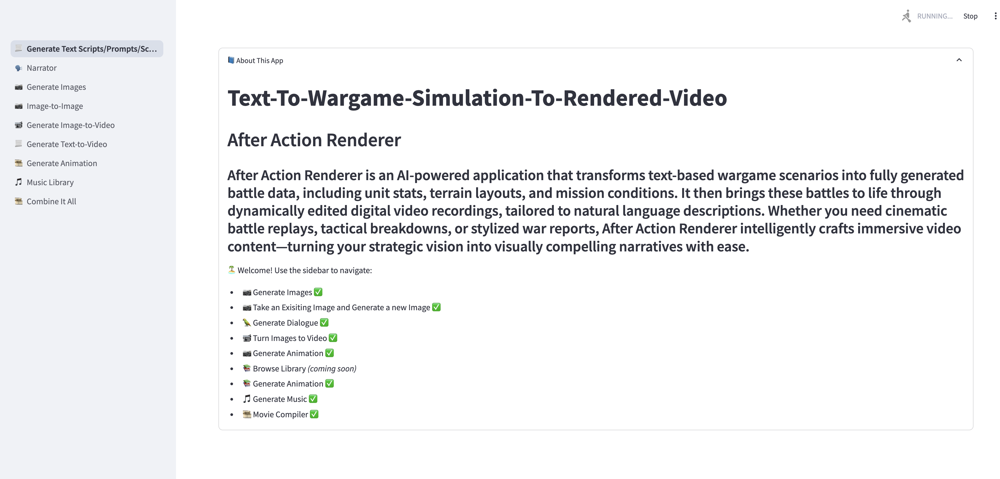 RUNNING...
Stop
Generate Text Scripts/Prompts/Sc...
Narrator
Generate Images
Image-to-Image
Generate Image-to-Video
Generate Text-to-Video
Generate Animation
Music Library
Combine It All
About This App
Text-To-Wargame-Simulation-To-Rendered-Video
After Action Renderer
After Action Renderer is an AI-powered application that transforms text-based wargame scenarios into fully generated
battle data, including unit stats, terrain layouts, and mission conditions. It then brings these battles to life through
dynamically edited digital video recordings, tailored to natural language descriptions. Whether you need cinematic
battle replays, tactical breakdowns, or stylized war reports, After Action Renderer intelligently crafts immersive video
content—turning your strategic vision into visually compelling narratives with ease.
🏝️ Welcome! Use the sidebar to navigate:
• 📷 Generate Images ✅
• 📷 Take an Exisiting Image and Generate a new Image ✅
• 🦜 Generate Dialogue ✅
• 📹 Turn Images to Video ✅
• 📷 Generate Animation ✅
• 📚 Browse Library (coming soon)
• 📚 Generate Animation ✅
• 🎵 Generate Music ✅
• 🎞️ Movie Compiler ✅